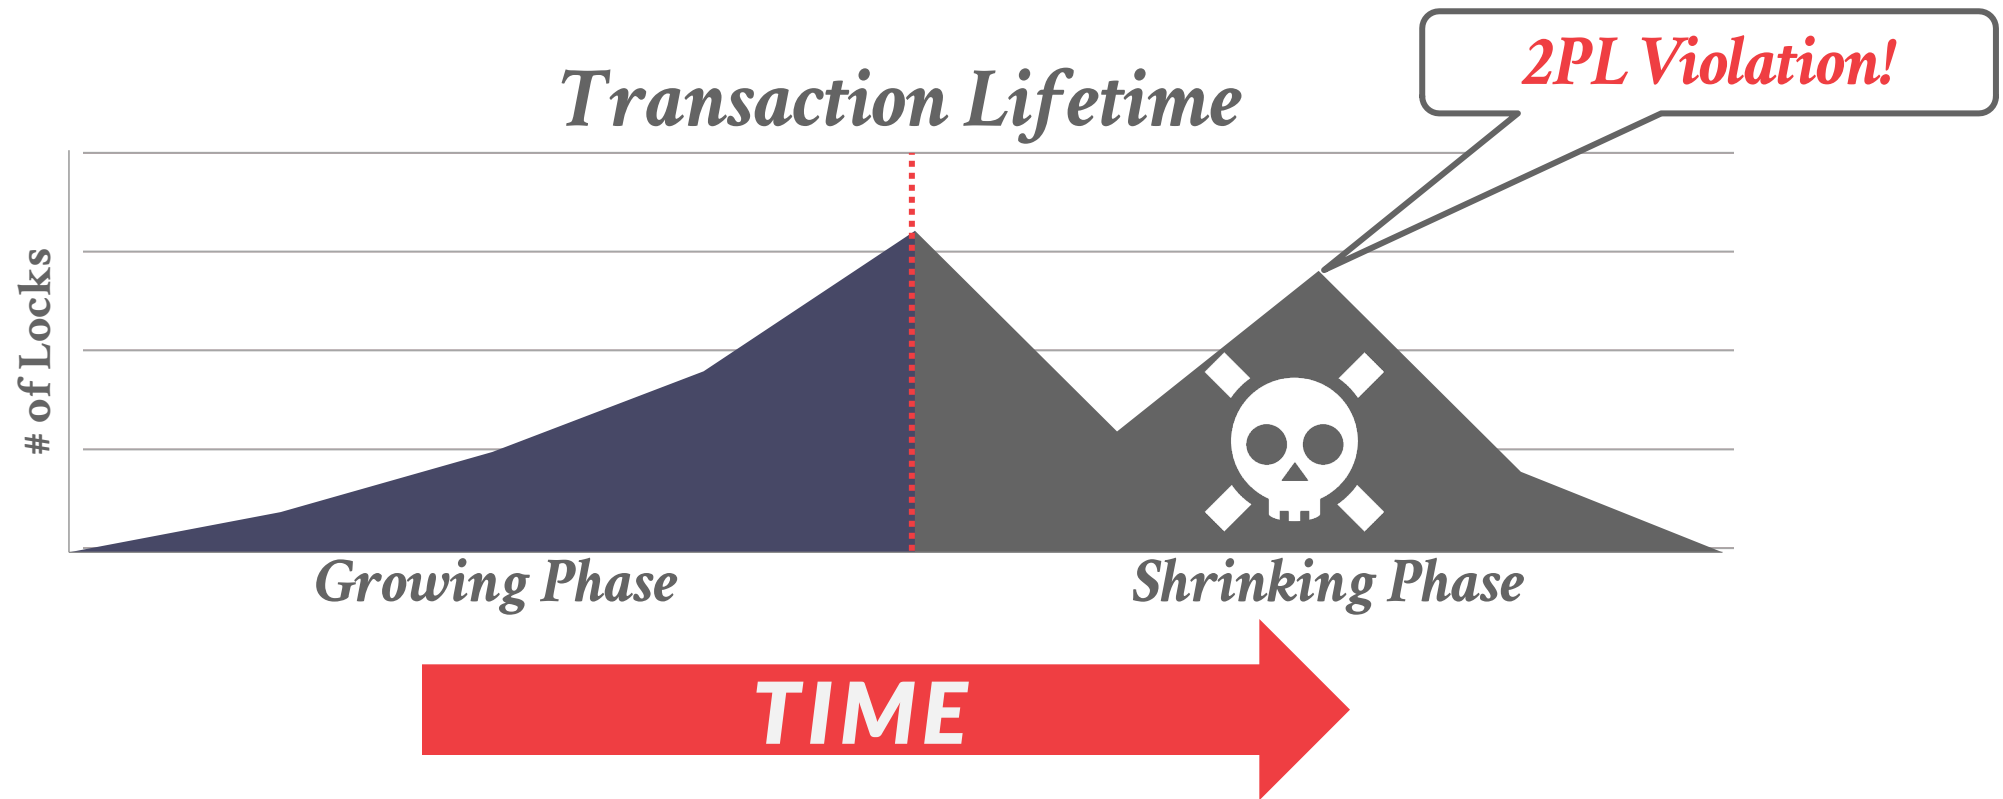 2PL Violation!
Transaction Lifetime
# of Locks
Growing Phase
Shrinking Phase
TIME